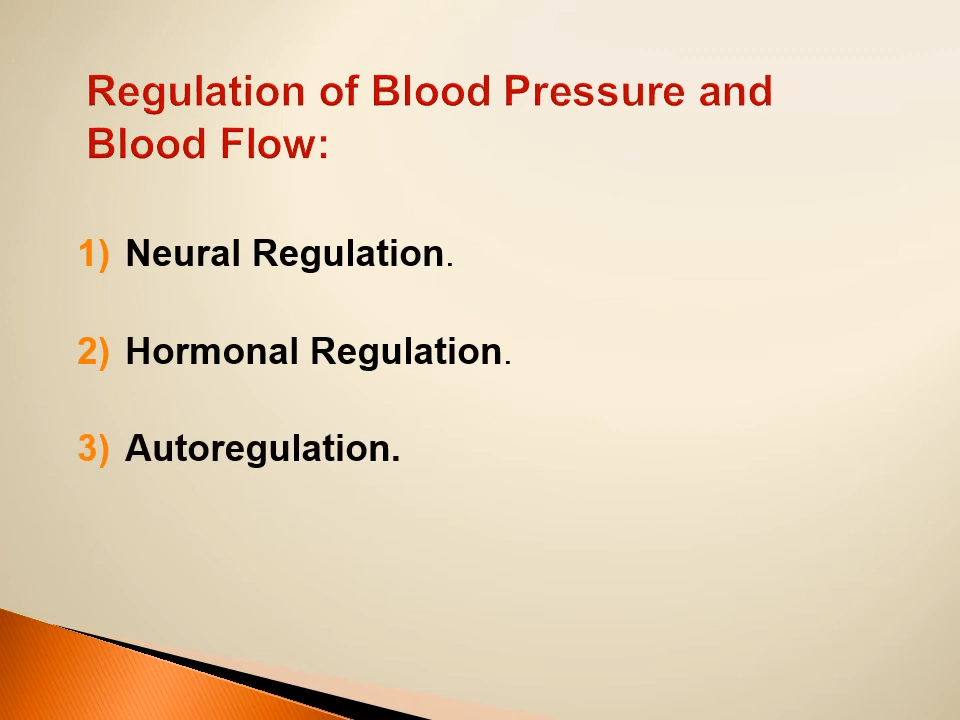 Regulation of Blood Pressure and
Blood Flow:
1) Neural Regulation.
2) Hormonal Regulation.
3) Autoregulation.